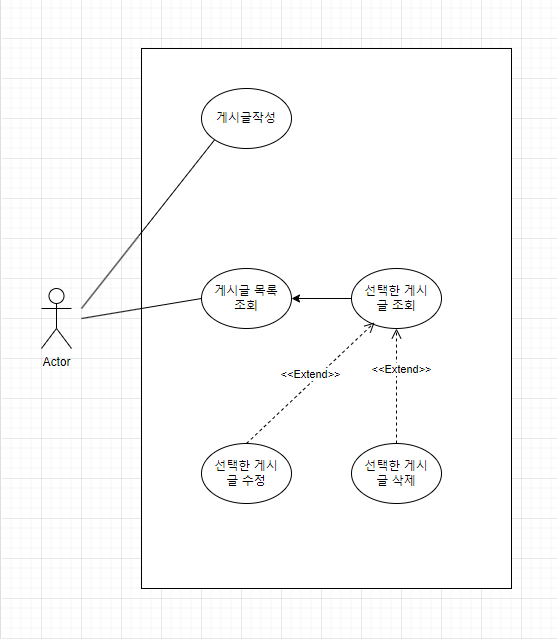 게시글작성
게시글 목록
조회
선택한 게시
글 조회
Actor
<<Extend>>
<<Extend>>
선택한 게시
글 수정
선택한 게시
글 삭제